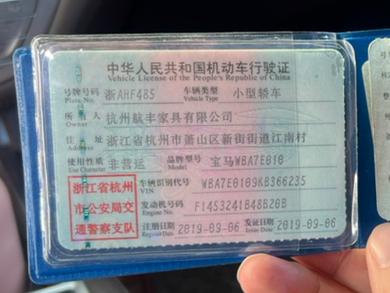 中华人民共和国机动车行驶证
Vehicle License of the People's Republic of China
号牌号码 浙AHF485 车辆类型 小型轿车
Plate No. Vehicle Type
所有人 杭州航丰家具有限公司
Owner
住址 浙江省杭州市萧山区新街街道江南村
Address
使用性质 非营运 品牌型号 宝马WBA7E010
Use Character Model
浙江省杭州 车辆识别代号 WBA7E0109KB366235
VIN
市公安局交 发动机号码 F1453241B48B20B
Engine No.
通警察支队 注册日期 2019-09-06 发证日期 2019-09-06
Register Date Issue Date